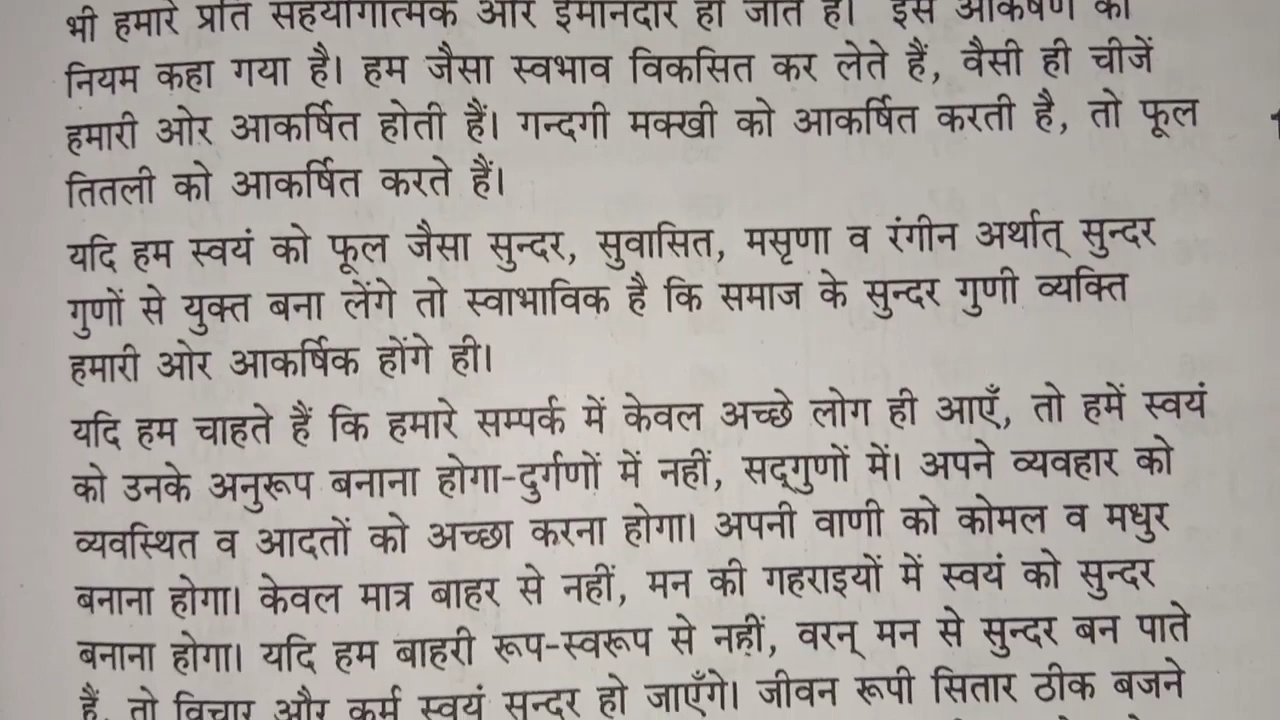 भी हमारे प्रति सहयोगात्मक और ईमानदार हो जाते हैं। इसे आकर्षण का
नियम कहा गया है। हम जैसा स्वभाव विकसित कर लेते हैं, वैसी ही चीजें
हमारी ओर आकर्षित होती हैं। गन्दगी मक्खी को आकर्षित करती है, तो फूल
तितली को आकर्षित करते हैं।
यदि हम स्वयं को फूल जैसा सुन्दर, सुवासित, मसृणा व रंगीन अर्थात् सुन्दर
गुणों से युक्त बना लेंगे तो स्वाभाविक है कि समाज के सुन्दर गुणी व्यक्ति
हमारी ओर आकर्षिक होंगे ही।
यदि हम चाहते हैं कि हमारे सम्पर्क में केवल अच्छे लोग ही आएँ, तो हमें स्वयं
को उनके अनुरूप बनाना होगा-दुर्गणों में नहीं, सद्‌गुणों में। अपने व्यवहार को
व्यवस्थित व आदतों को अच्छा करना होगा। अपनी वाणी को कोमल व मधुर
बनाना होगा। केवल मात्र बाहर से नहीं, मन की गहराइयों में स्वयं को सुन्दर
बनाना होगा। यदि हम बाहरी रूप-स्वरूप से नहीं, वरन् मन से सुन्दर बन पाते
हैं, तो विचार और कर्म स्वयं सुन्दर हो जाएँगे। जीवन रूपी सितार ठीक बजने